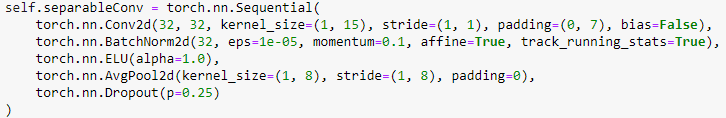 self.separableConv = torch.nn.Sequential(
    torch.nn.Conv2d(32, 32, kernel_size=(1, 15), stride=(1, 1), padding=(0, 7), bias=False),
    torch.nn.BatchNorm2d(32, eps=1e-05, momentum=0.1, affine=True, track_running_stats=True),
    torch.nn.ELU(alpha=1.0),
    torch.nn.AvgPool2d(kernel_size=(1, 8), stride=(1, 8), padding=0),
    torch.nn.Dropout(p=0.25)
)